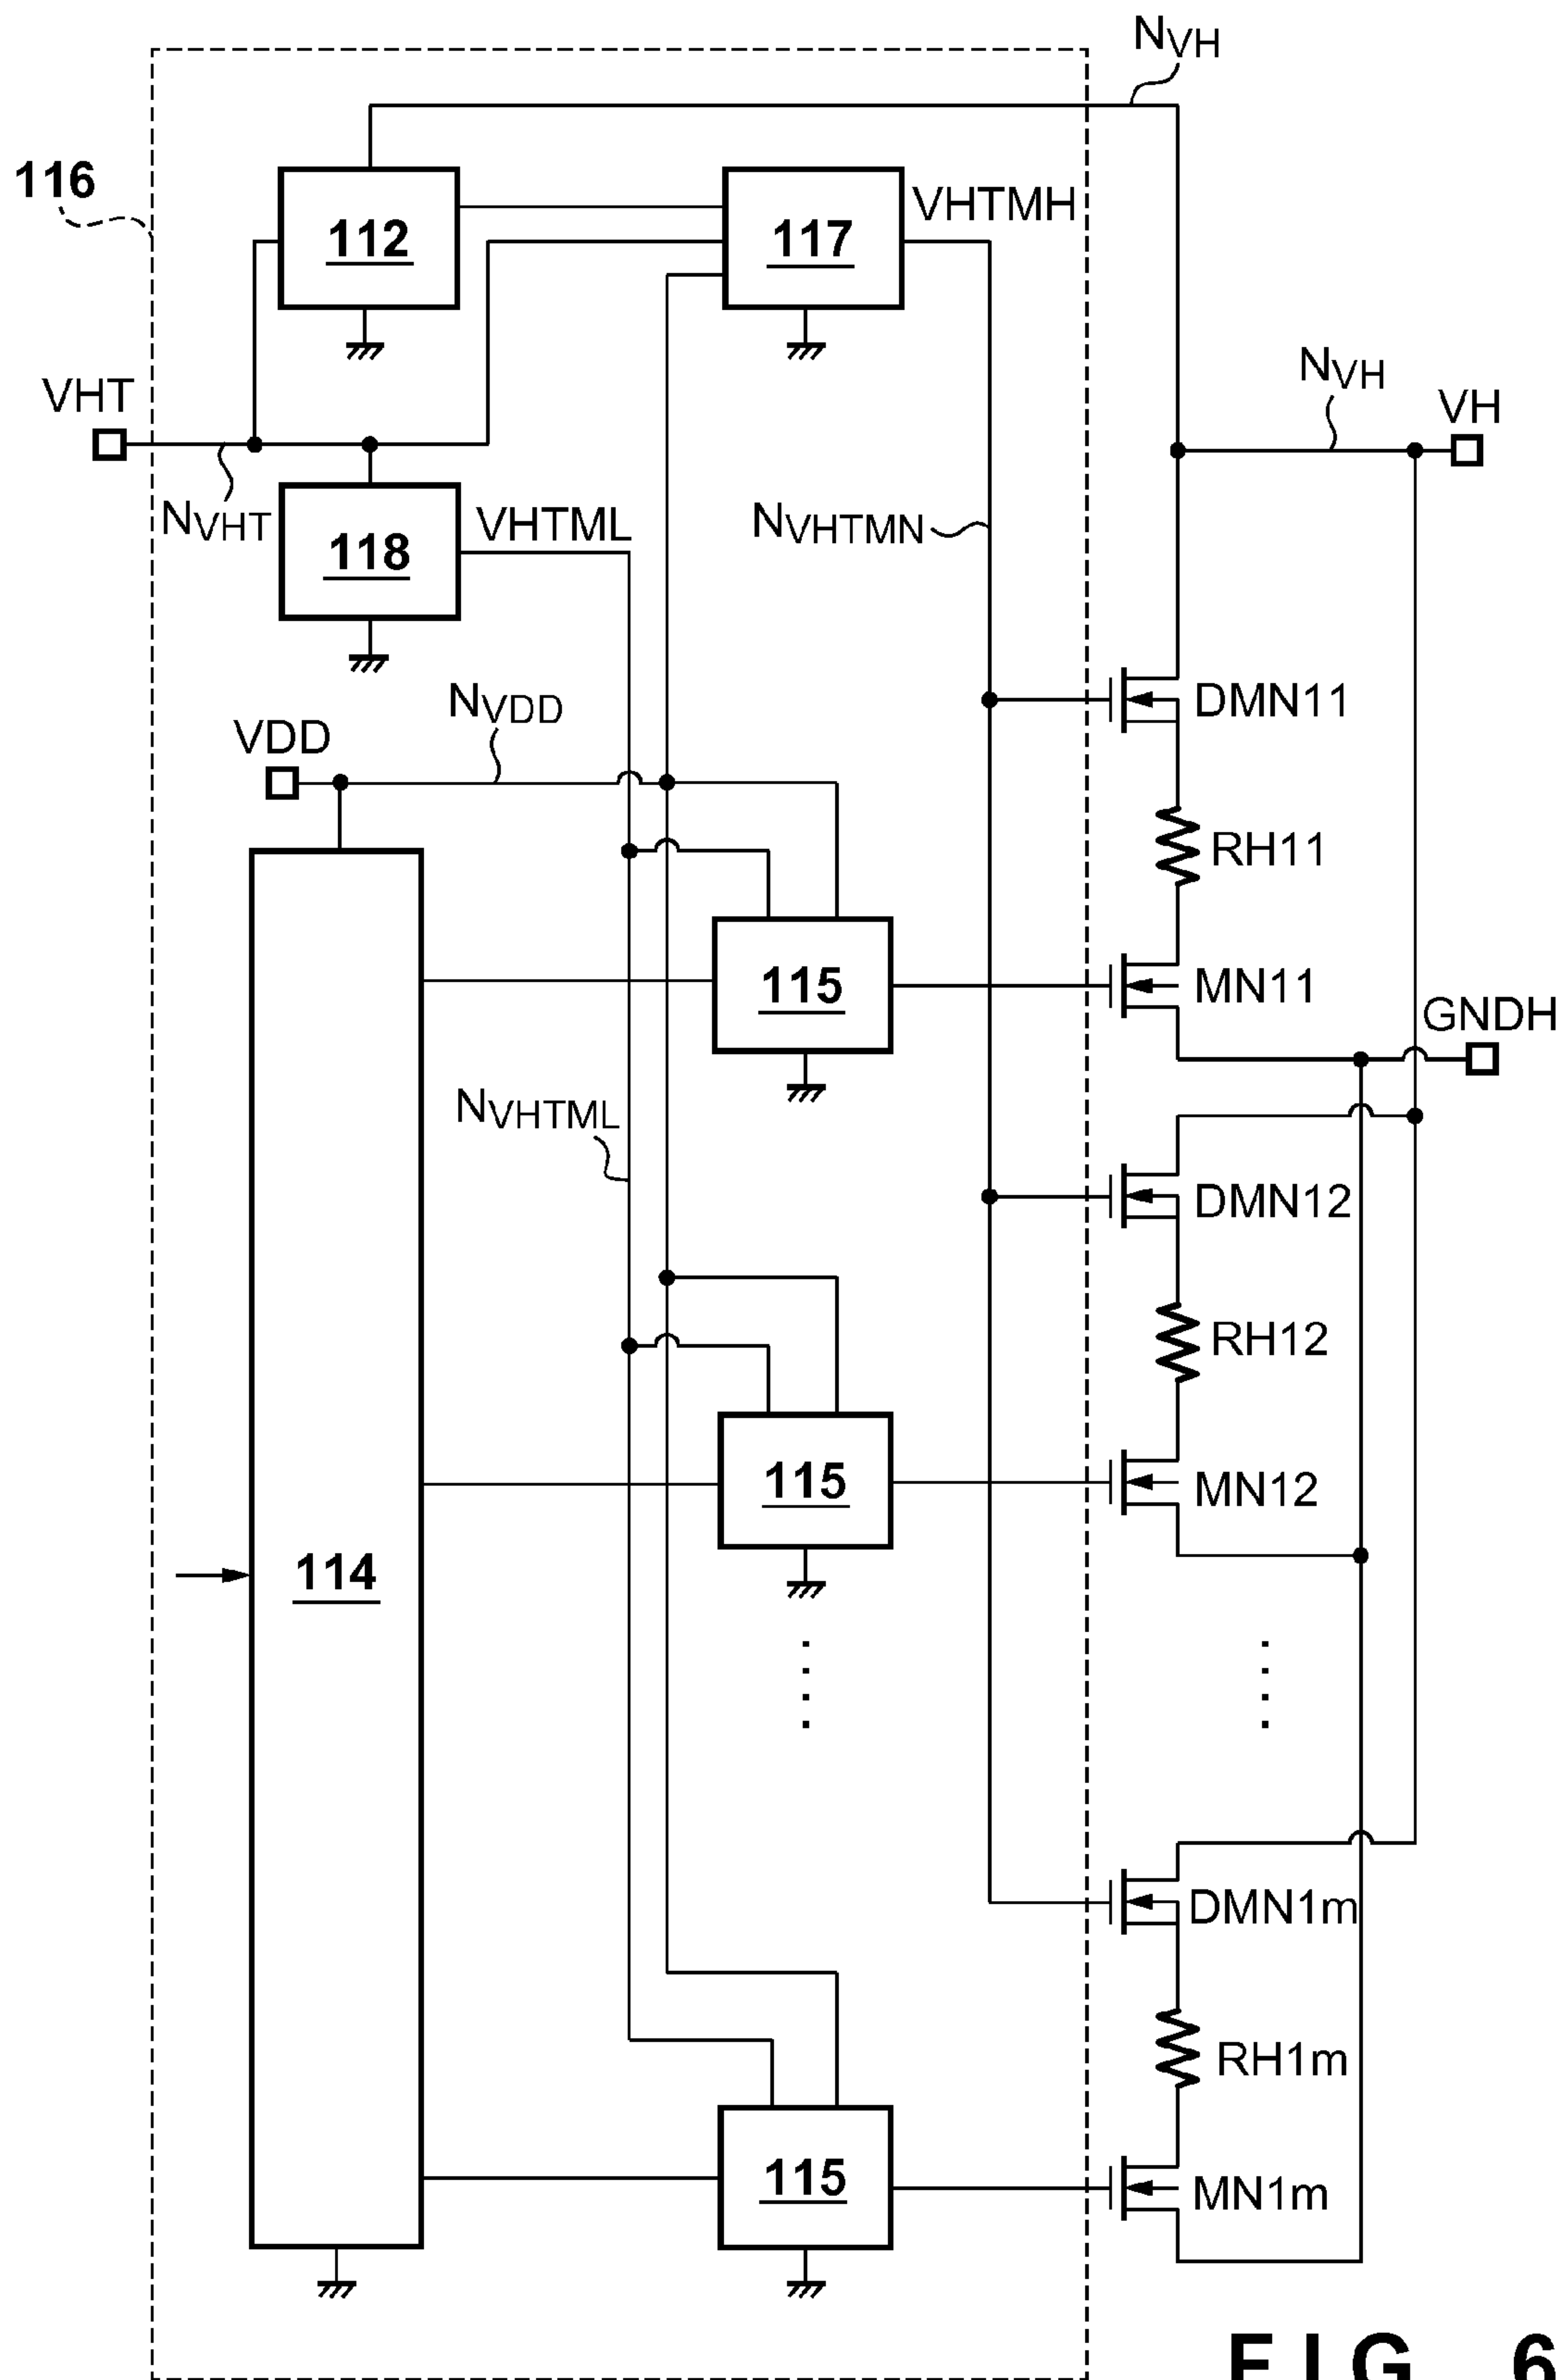 NVH
116
112
117
VHTMH
VHT
NVH
VH
NVHT
118
VHTML
NVHTMN
VDD
NVDD
DMN11
RH11
115
MN11
GNDH
NVHTML
DMN12
RH12
115
MN12
114
DMN1m
RH1m
115
MN1m
FIG. 6